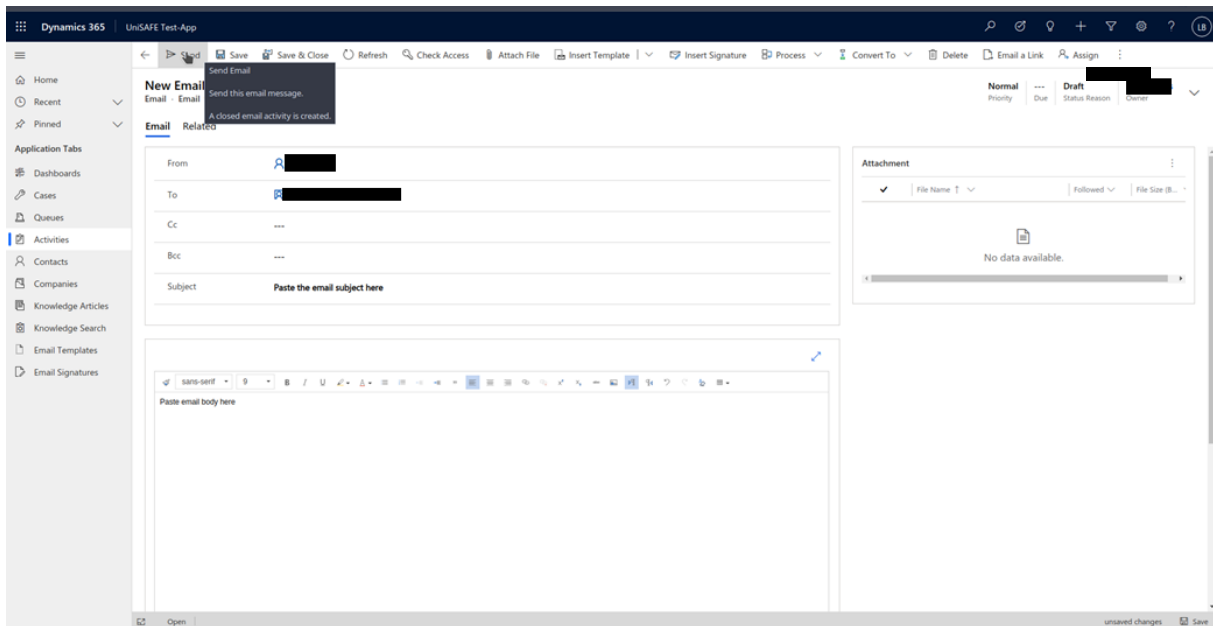 Dynamics 365 UniSAFE Test-App LB
Send Save Save & Close Refresh Check Access Attach File Insert Template Insert Signature Process Convert To Delete Email a Link Assign
Send Email
Send this email message.
A closed email activity is created.
Home
Recent
Pinned
Application Tabs
Dashboards
Cases
Queues
Activities
Contacts
Companies
Knowledge Articles
Knowledge Search
Email Templates
Email Signatures
New Email
Email · Email
Normal --- Draft
Priority Due Status Reason Owner
Email Related
From
To
Cc ---
Bcc ---
Subject Paste the email subject here
Attachment
File Name ↑ Followed File Size (B...
No data available.
sans-serif 9 B I U
Paste email body here
Open unsaved changes Save